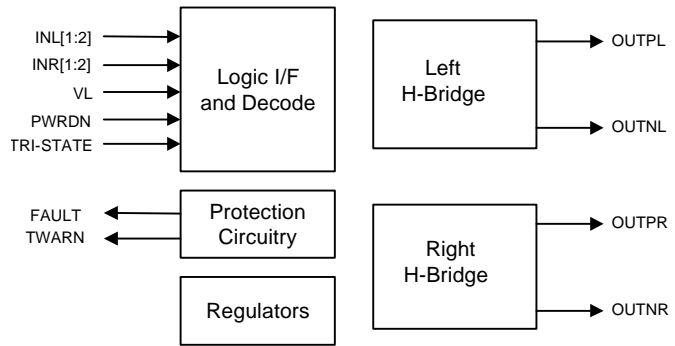 INL[1:2]
INR[1:2]
VL
PWRDN
TRI-STATE
Logic I/F
and Decode
FAULT
TWARN
Protection
Circuitry
Regulators
Left
H-Bridge
OUTPL
OUTNL
Right
H-Bridge
OUTPR
OUTNR